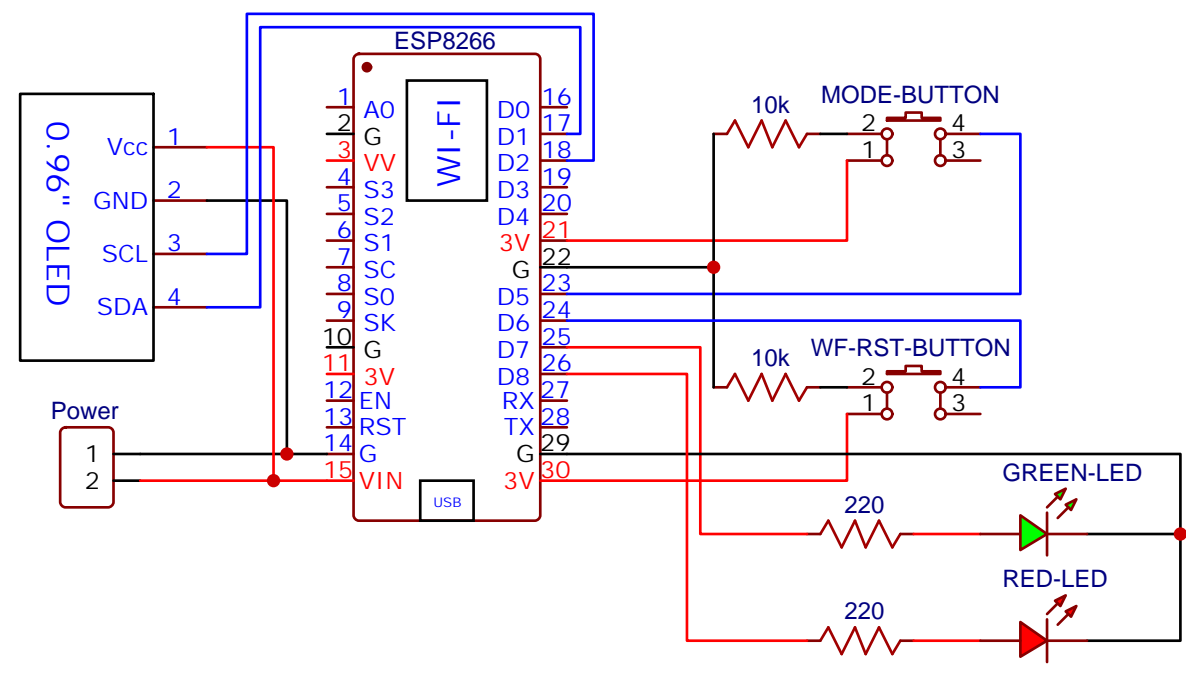 ESP8266
WI-FI
1 A0
2 G
3 VV
4 S3
5 S2
6 S1
7 SC
8 S0
9 SK
10 G
11 3V
12 EN
13 RST
14 G
15 VIN
D0 16
D1 17
D2 18
D3 19
D4 20
3V 21
G 22
D5 23
D6 24
D7 25
D8 26
RX 27
TX 28
G 29
3V 30
USB
0.96" OLED
Vcc 1
GND 2
SCL 3
SDA 4
Power
1
2
10k
MODE-BUTTON
2 4
1 3
10k
WF-RST-BUTTON
2 4
1 3
GREEN-LED
220
RED-LED
220